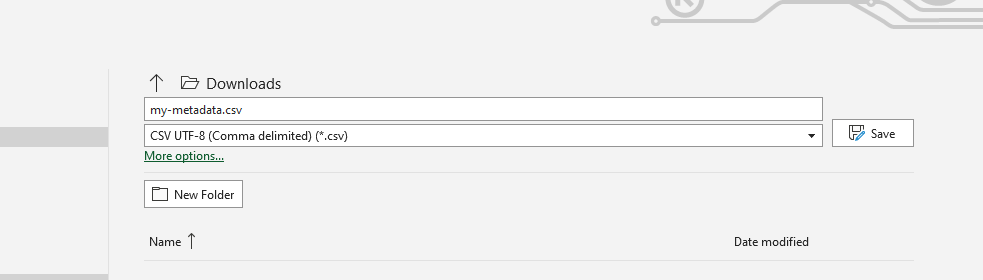 Downloads
my-metadata.csv
CSV UTF-8 (Comma delimited) (*.csv)
Save
More options...
New Folder
Name
Date modified